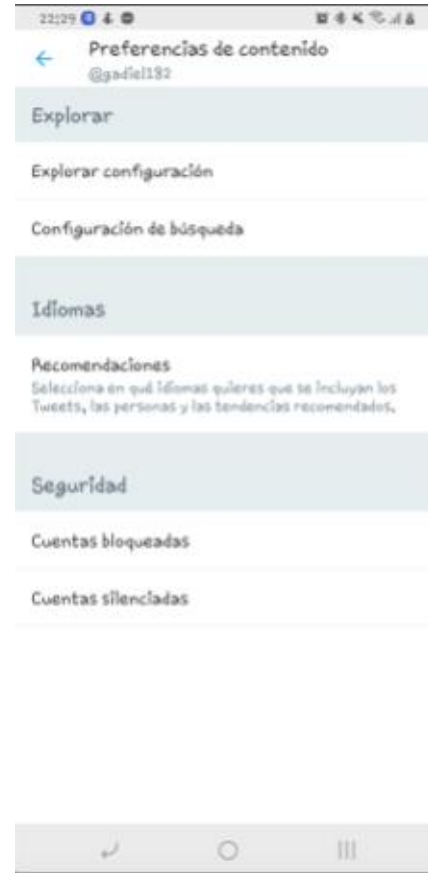 22:29
Preferencias de contenido
@gadiel182
Explorar
Explorar configuración
Configuración de búsqueda
Idiomas
Recomendaciones
Selecciona en qué idiomas quieres que se incluyan los
Tweets, las personas y las tendencias recomendados.
Seguridad
Cuentas bloqueadas
Cuentas silenciadas